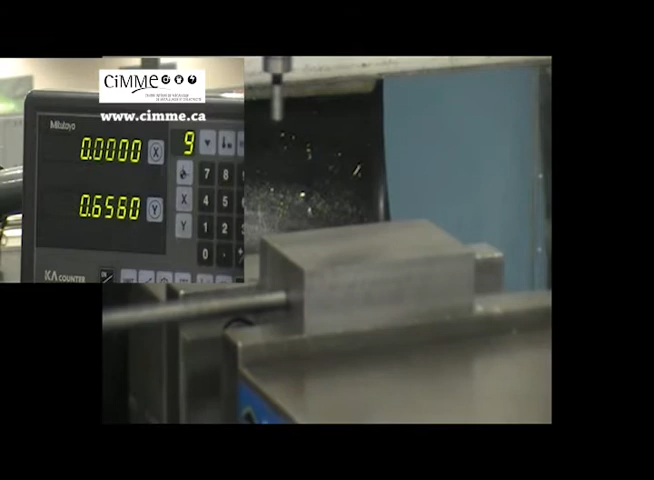 CiMME
www.cimme.ca
Mitutoyo
0.0000 X
9
0.6560 Y
7 8
X 4 5
Y 1 2
0 .
KA COUNTER